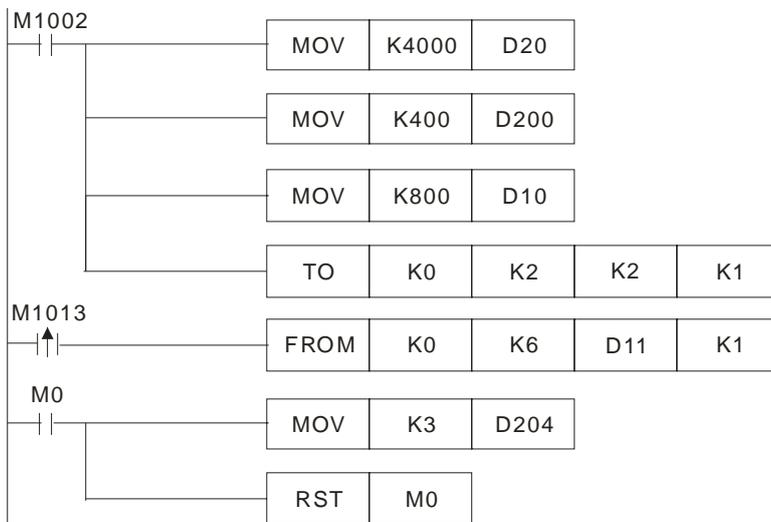 M1002
MOV K4000 D20
MOV K400 D200
MOV K800 D10
TO K0 K2 K2 K1
M1013
FROM K0 K6 D11 K1
M0
MOV K3 D204
RST M0